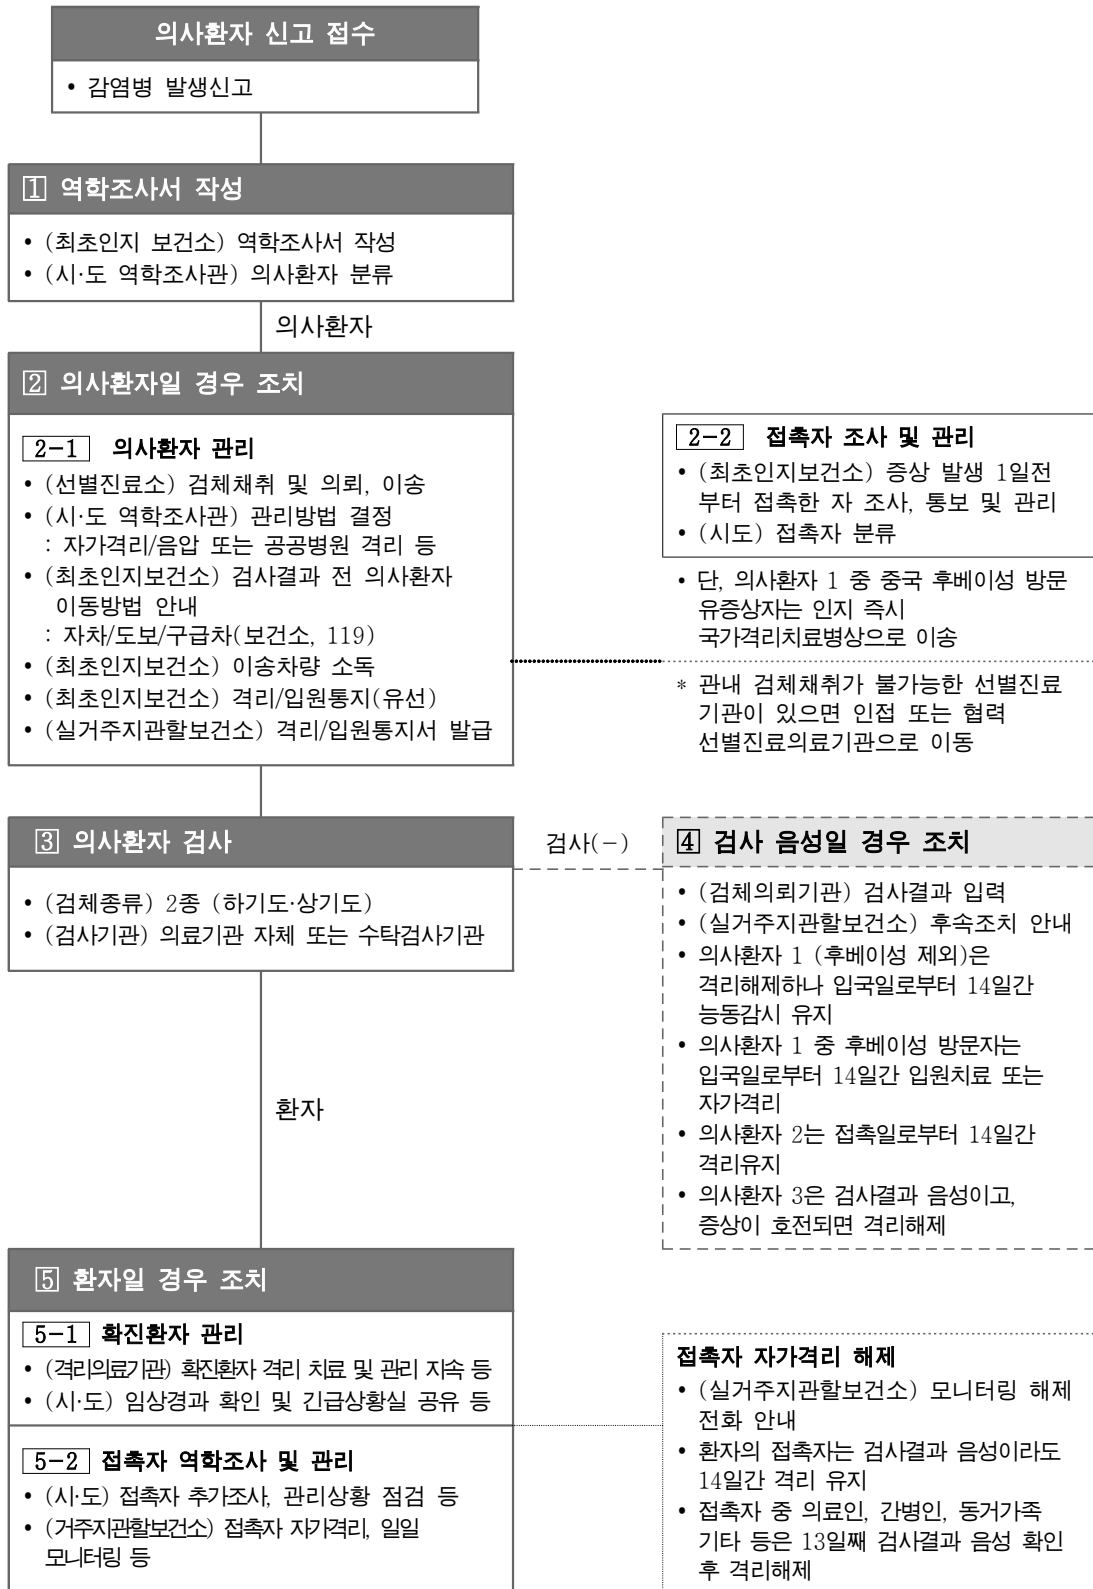 의사환자 신고 접수
• 감염병 발생신고
1 역학조사서 작성
• (최초인지 보건소) 역학조사서 작성
• (시·도 역학조사관) 의사환자 분류
의사환자
2 의사환자일 경우 조치
2-1 의사환자 관리
• (선별진료소) 검체채취 및 의뢰, 이송
• (시·도 역학조사관) 관리방법 결정
: 자가격리/음압 또는 공공병원 격리 등
• (최초인지보건소) 검사결과 전 의사환자
이동방법 안내
: 자차/도보/구급차(보건소, 119)
• (최초인지보건소) 이송차량 소독
• (최초인지보건소) 격리/입원통지(유선)
• (실거주지관할보건소) 격리/입원통지서 발급
2-2 접촉자 조사 및 관리
• (최초인지보건소) 증상 발생 1일전
부터 접촉한 자 조사, 통보 및 관리
• (시도) 접촉자 분류
• 단, 의사환자 1 중 중국 후베이성 방문
유증상자는 인지 즉시
국가격리치료병상으로 이송
* 관내 검체채취가 불가능한 선별진료
기관이 있으면 인접 또는 협력
선별진료의료기관으로 이동
3 의사환자 검사
• (검체종류) 2종 (하기도·상기도)
• (검사기관) 의료기관 자체 또는 수탁검사기관
검사(-)
4 검사 음성일 경우 조치
• (검체의뢰기관) 검사결과 입력
• (실거주지관할보건소) 후속조치 안내
• 의사환자 1 (후베이성 제외)은
격리해제하나 입국일로부터 14일간
능동감시 유지
• 의사환자 1 중 후베이성 방문자는
입국일로부터 14일간 입원치료 또는
자가격리
• 의사환자 2는 접촉일로부터 14일간
격리유지
• 의사환자 3은 검사결과 음성이고,
증상이 호전되면 격리해제
환자
5 환자일 경우 조치
5-1 확진환자 관리
• (격리의료기관) 확진환자 격리 치료 및 관리 지속 등
• (시·도) 임상경과 확인 및 긴급상황실 공유 등
5-2 접촉자 역학조사 및 관리
• (시·도) 접촉자 추가조사, 관리상황 점검 등
• (거주지관할보건소) 접촉자 자가격리, 일일
모니터링 등
접촉자 자가격리 해제
• (실거주지관할보건소) 모니터링 해제
전화 안내
• 환자의 접촉자는 검사결과 음성이라도
14일간 격리 유지
• 접촉자 중 의료인, 간병인, 동거가족
기타 등은 13일째 검사결과 음성 확인
후 격리해제